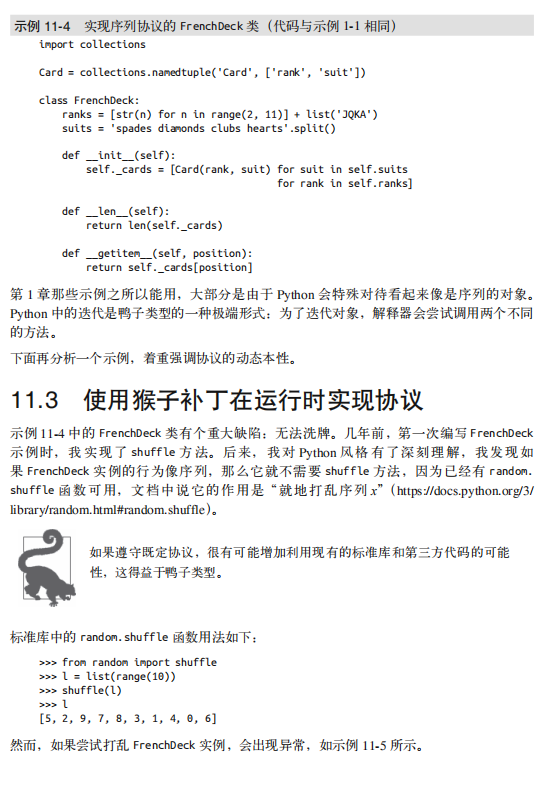 示例 11-4 实现序列协议的 FrenchDeck 类（代码与示例 1-1 相同）
import collections
Card = collections.namedtuple('Card', ['rank', 'suit'])
class FrenchDeck:
    ranks = [str(n) for n in range(2, 11)] + list('JQKA')
    suits = 'spades diamonds clubs hearts'.split()
    def __init__(self):
        self._cards = [Card(rank, suit) for suit in self.suits
                                        for rank in self.ranks]
    def __len__(self):
        return len(self._cards)
    def __getitem__(self, position):
        return self._cards[position]
第 1 章那些示例之所以能用，大部分是由于 Python 会特殊对待看起来像是序列的对象。
Python 中的迭代是鸭子类型的一种极端形式：为了迭代对象，解释器会尝试调用两个不同
的方法。
下面再分析一个示例，着重强调协议的动态本性。
11.3 使用猴子补丁在运行时实现协议
示例 11-4 中的 FrenchDeck 类有个重大缺陷：无法洗牌。几年前，第一次编写 FrenchDeck
示例时，我实现了 shuffle 方法。后来，我对 Python 风格有了深刻理解，我发现如
果 FrenchDeck 实例的行为像序列，那么它就不需要 shuffle 方法，因为已经有 random.
shuffle 函数可用，文档中说它的作用是“就地打乱序列 x”（https://docs.python.org/3/
library/random.html#random.shuffle）。
如果遵守既定协议，很有可能增加利用现有的标准库和第三方代码的可能
性，这得益于鸭子类型。
标准库中的 random.shuffle 函数用法如下：
>>> from random import shuffle
>>> l = list(range(10))
>>> shuffle(l)
>>> l
[5, 2, 9, 7, 8, 3, 1, 4, 0, 6]
然而，如果尝试打乱 FrenchDeck 实例，会出现异常，如示例 11-5 所示。